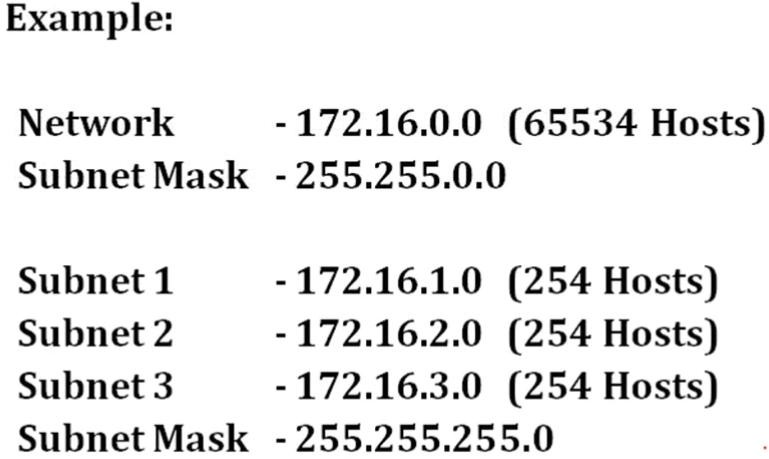 Example:
Network - 172.16.0.0 (65534 Hosts)
Subnet Mask - 255.255.0.0
Subnet 1 - 172.16.1.0 (254 Hosts)
Subnet 2 - 172.16.2.0 (254 Hosts)
Subnet 3 - 172.16.3.0 (254 Hosts)
Subnet Mask - 255.255.255.0